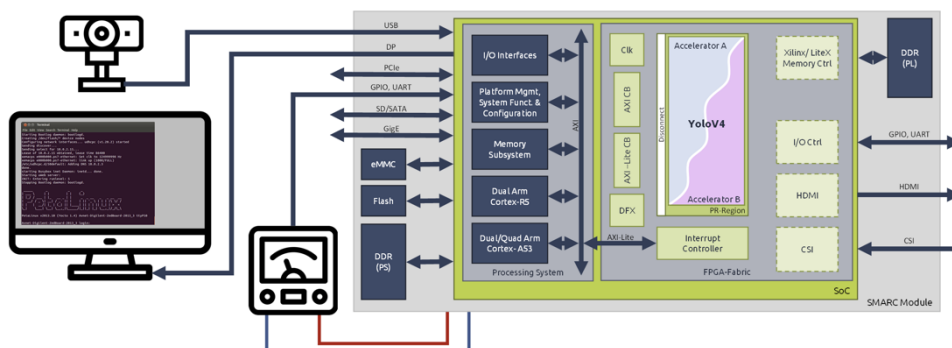 USB
DP
PCIe
GPIO, UART
SD/SATA
GigE
eMMC
Flash
DDR
(PS)
I/O Interfaces
Platform Mgmt,
System Funct. &
Configuration
Memory
Subsystem
Dual Arm
Cortex-R5
Dual/Quad Arm
Cortex- A53
Processing System
AXI
AXI-Lite
Clk
AXI CB
AXI -Lite CB
DFX
Disconnect
Accelerator A
YoloV4
Accelerator B
PR-Region
Interrupt
Controller
FPGA-Fabric
Xilinx/ LiteX
Memory Ctrl
I/O Ctrl
HDMI
CSI
SoC
SMARC Module
DDR
(PL)
GPIO, UART
HDMI
CSI
PetaLinux